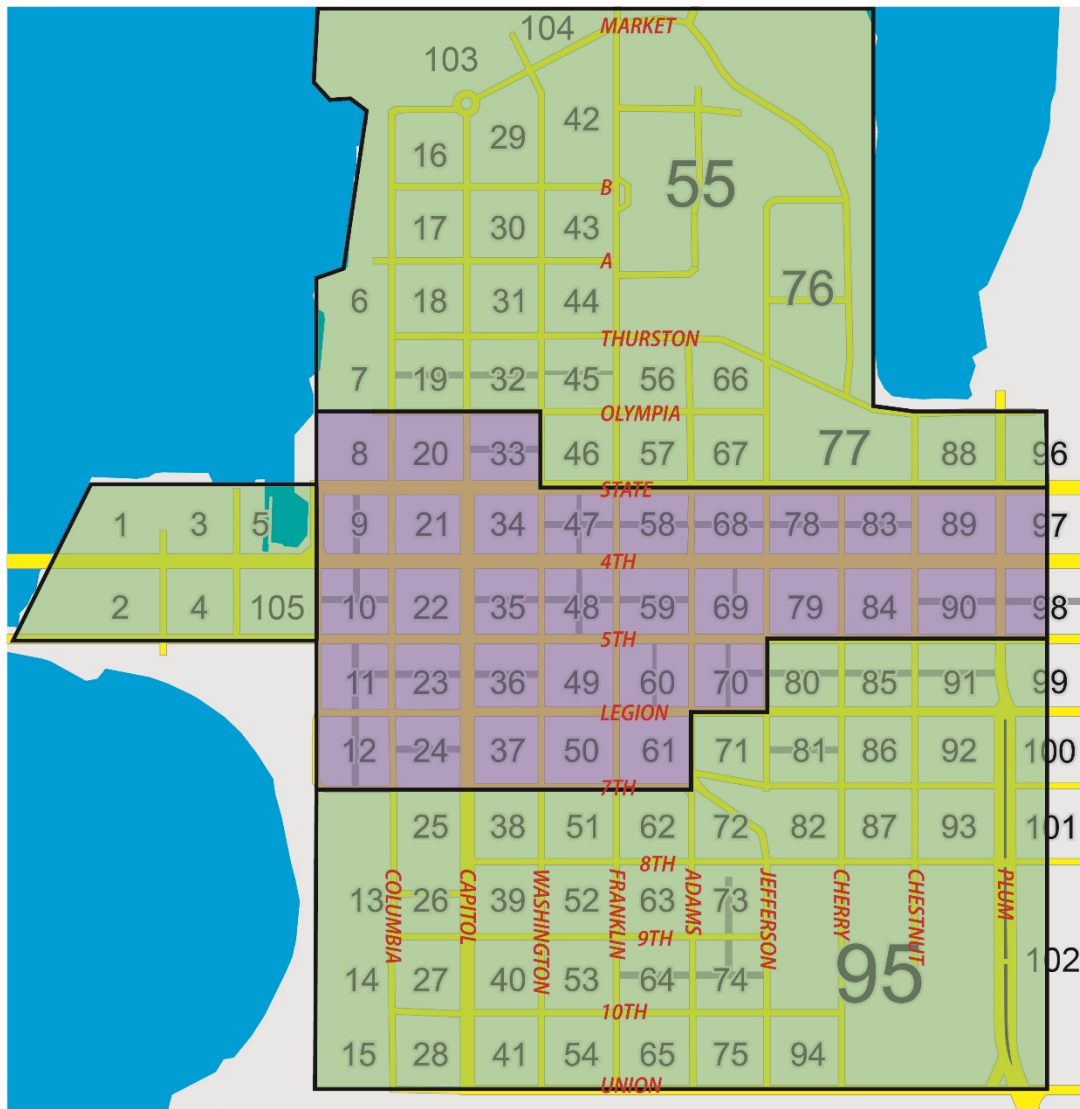 MARKET
104
103
42
29
16
55
B
17 30 43
A
76
6 18 31 44
THURSTON
7 19 32 45 56 66
OLYMPIA
8 20 33 46 57 67 77 88 96
STATE
1 3 5 9 21 34 47 58 68 78 83 89 97
4TH
2 4 105 10 22 35 48 59 69 79 84 90 98
5TH
11 23 36 49 60 70 80 85 91 99
LEGION
12 24 37 50 61 71 81 86 92 100
7TH
25 38 51 62 72 82 87 93 101
8TH
COLUMBIA
CAPITOL
WASHINGTON
FRANKLIN
ADAMS
JEFFERSON
CHERRY
CHESTNUT
PLUM
13 26 39 52 63 73
9TH
95
102
14 27 40 53 64 74
10TH
15 28 41 54 65 75 94
UNION